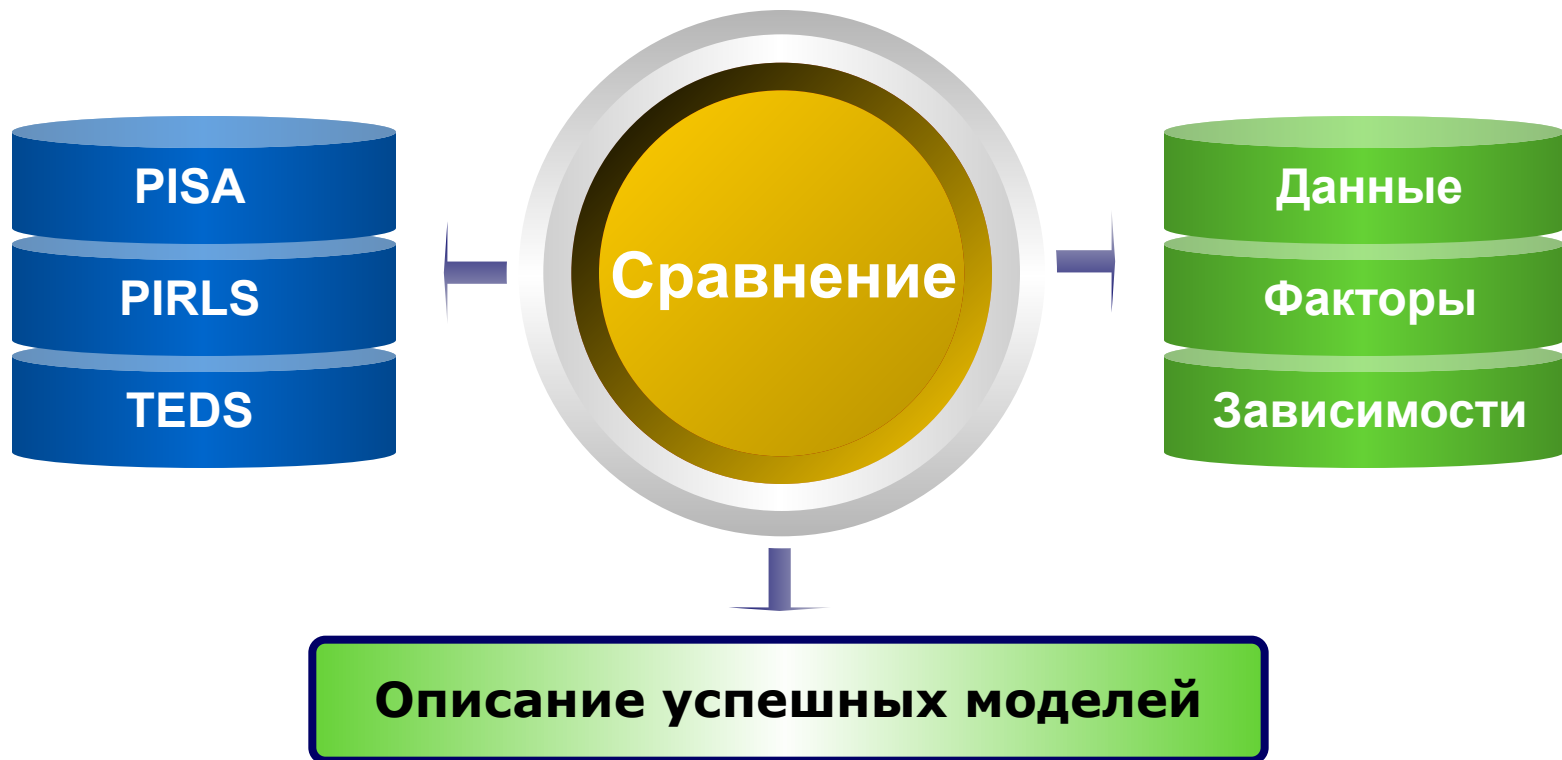 PISA
PIRLS
TEDS
Сравнение
Данные
Факторы
Зависимости
Описание успешных моделей